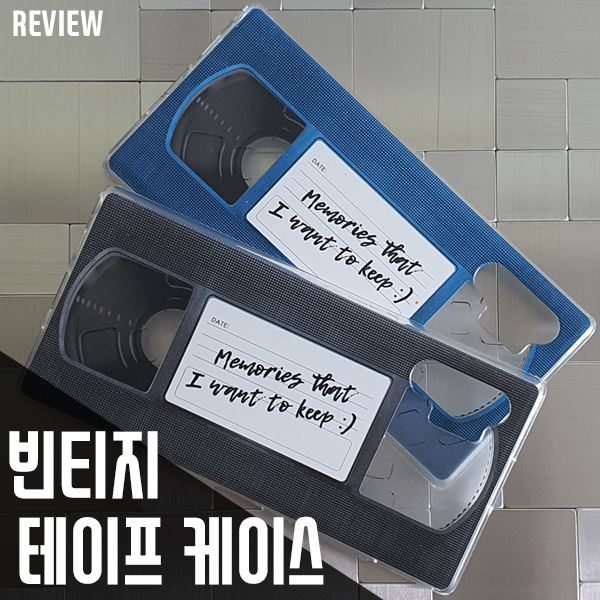 REVIEW
DATE:
Memories that
I want to keep :)
DATE:
Memories that
I want to keep :)
빈티지
테이프 케이스